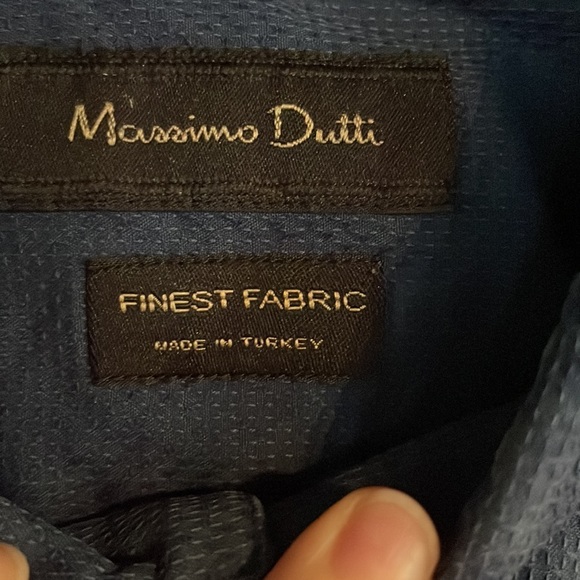 Massimo Dutti
FINEST FABRIC
MADE IN TURKEY